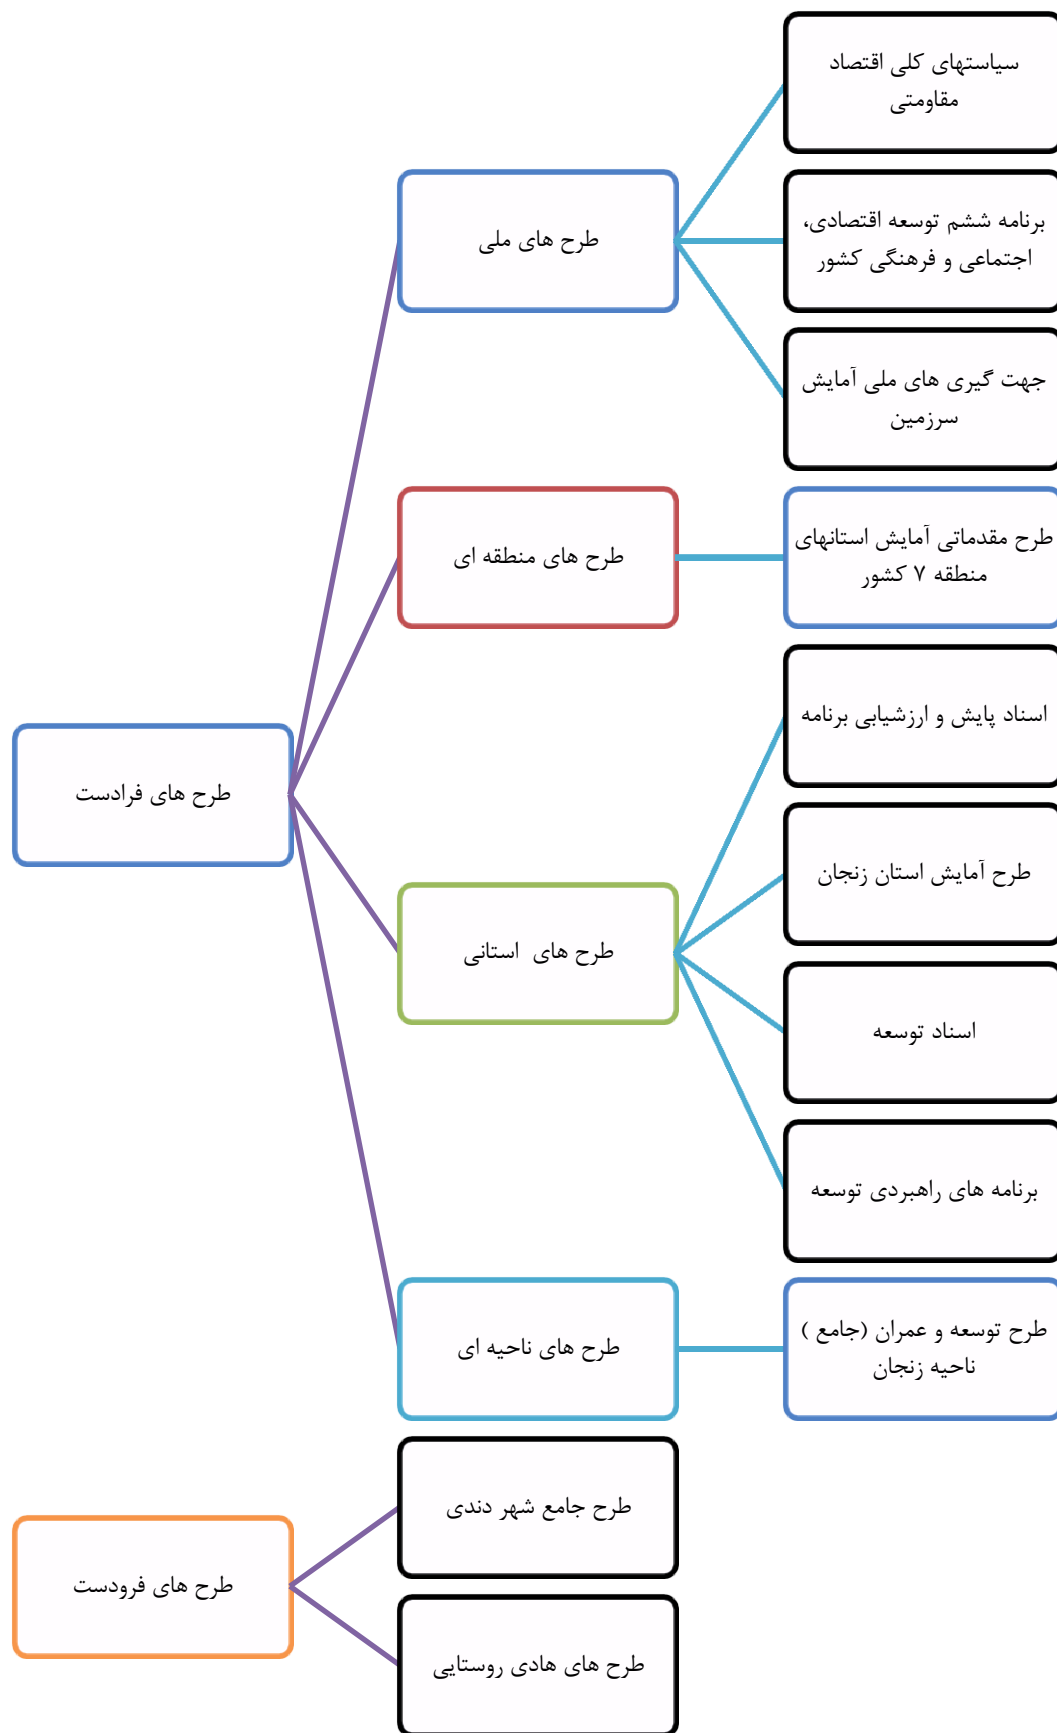 سیاستهای کلی اقتصاد
مقاومتی
طرح های ملی
برنامه ششم توسعه اقتصادی،
اجتماعی و فرهنگی کشور
جهت گیری های ملی آمایش
سرزمین
طرح های منطقه ای
طرح مقدماتی آمایش استانهای
منطقه ۷ کشور
طرح های فرادست
اسناد پایش و ارزشیابی برنامه
طرح آمایش استان زنجان
طرح های استانی
اسناد توسعه
برنامه های راهبردی توسعه
طرح های ناحیه ای
طرح توسعه و عمران (جامع )
ناحیه زنجان
طرح های فرودست
طرح جامع شهر دندی
طرح های هادی روستایی